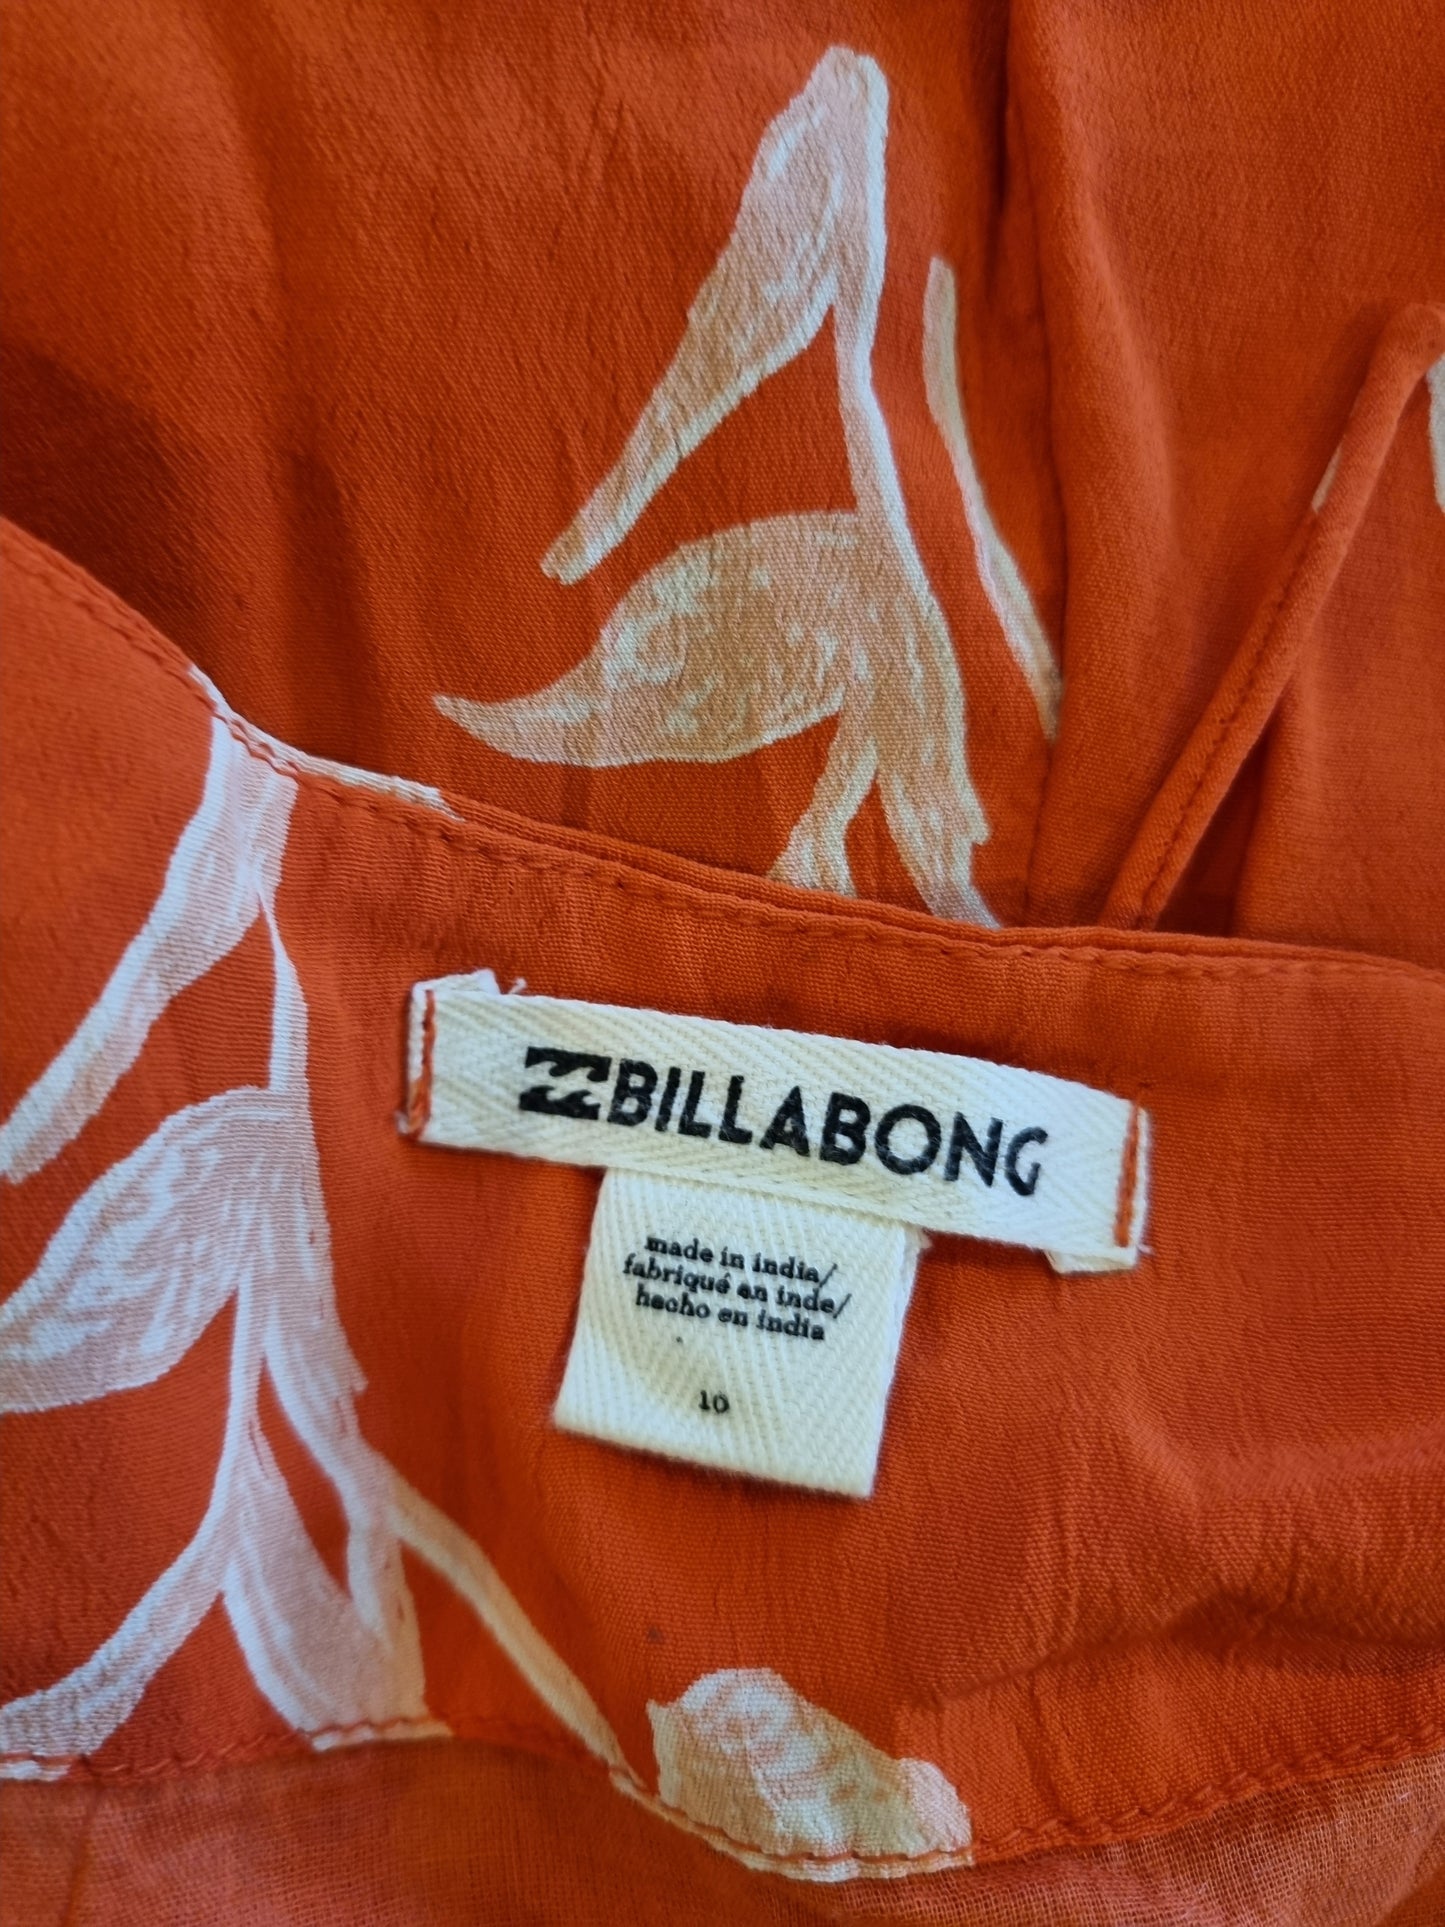 BILLABONG
made in india/
fabriqué en inde/
hecho en india
10